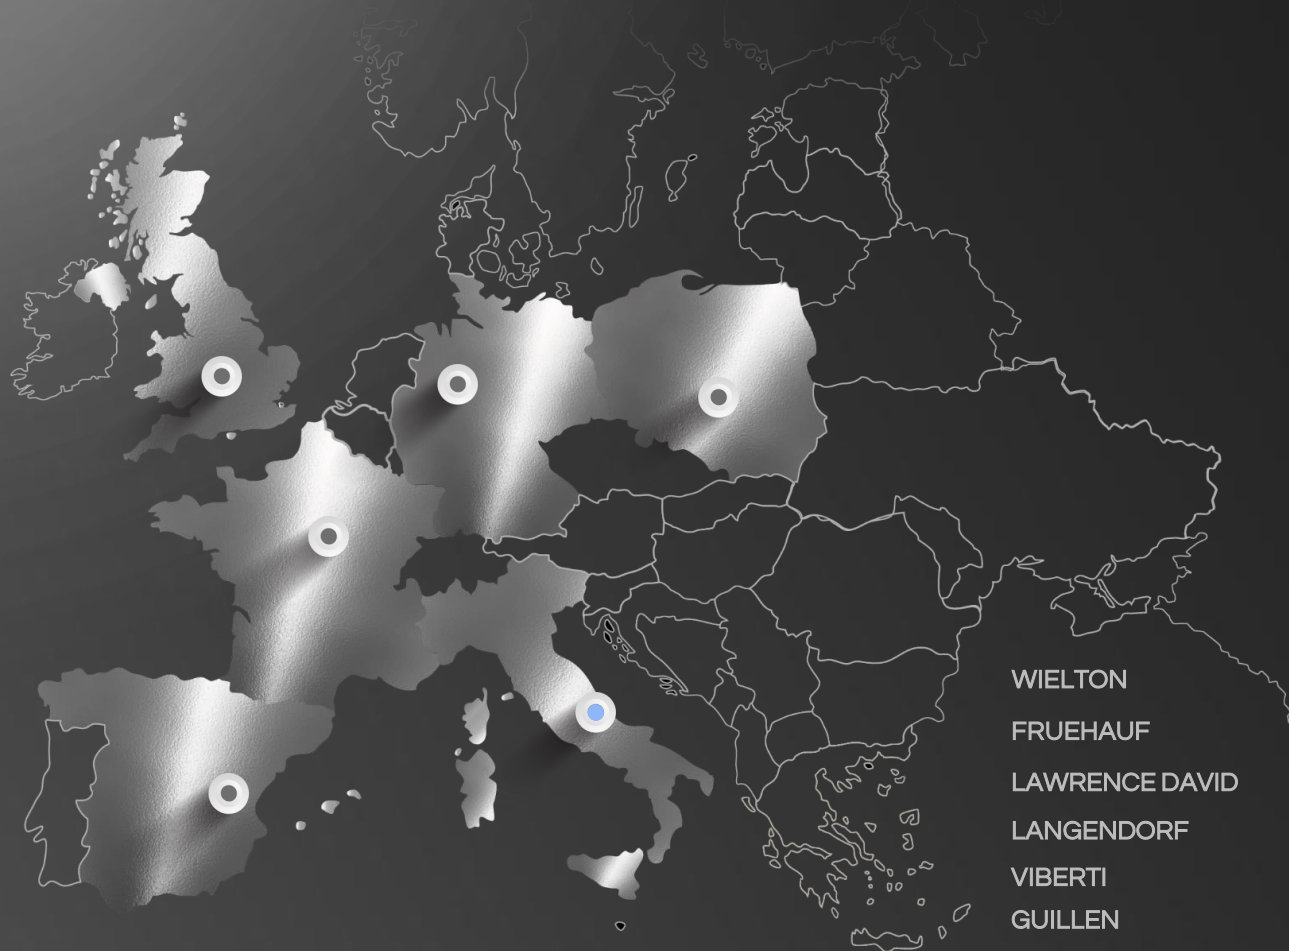 WIELTON
FRUEHAUF
LAWRENCE DAVID
LANGENDORF
VIBERTI
GUILLEN